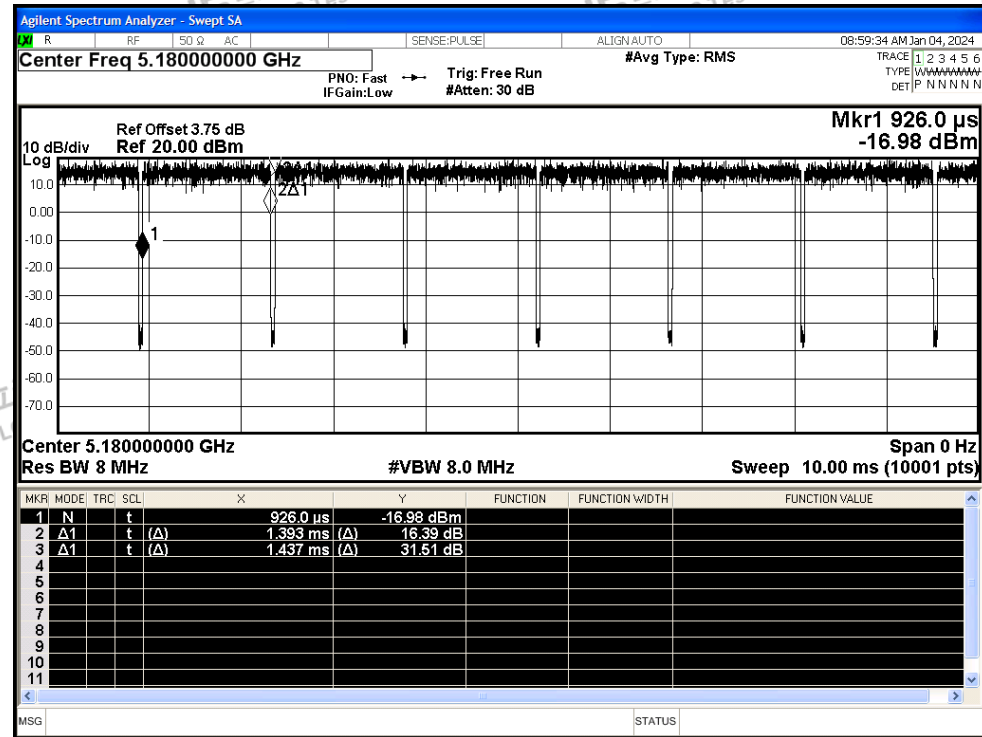 Agilent Spectrum Analyzer - Swept SA
LXI R RF 50 Ω AC SENSE:PULSE ALIGN AUTO 08:59:34 AM Jan 04, 2024
Center Freq 5.180000000 GHz #Avg Type: RMS TRACE 1 2 3 4 5 6
PNO: Fast Trig: Free Run TYPE WWWWWW
IFGain:Low #Atten: 30 dB DET P N N N N N
Mkr1 926.0 µs
Ref Offset 3.75 dB
10 dB/div Ref 20.00 dBm -16.98 dBm
Log
10.0
2Δ1
0.00
1
-10.0
-20.0
-30.0
-40.0
-50.0
-60.0
-70.0
Center 5.180000000 GHz Span 0 Hz
Res BW 8 MHz #VBW 8.0 MHz Sweep 10.00 ms (10001 pts)
MKR MODE TRC SCL X Y FUNCTION FUNCTION WIDTH FUNCTION VALUE
1 N t 926.0 µs -16.98 dBm
2 Δ1 t (Δ) 1.393 ms (Δ) 16.39 dB
3 Δ1 t (Δ) 1.437 ms (Δ) 31.51 dB
4
5
6
7
8
9
10
11
MSG STATUS